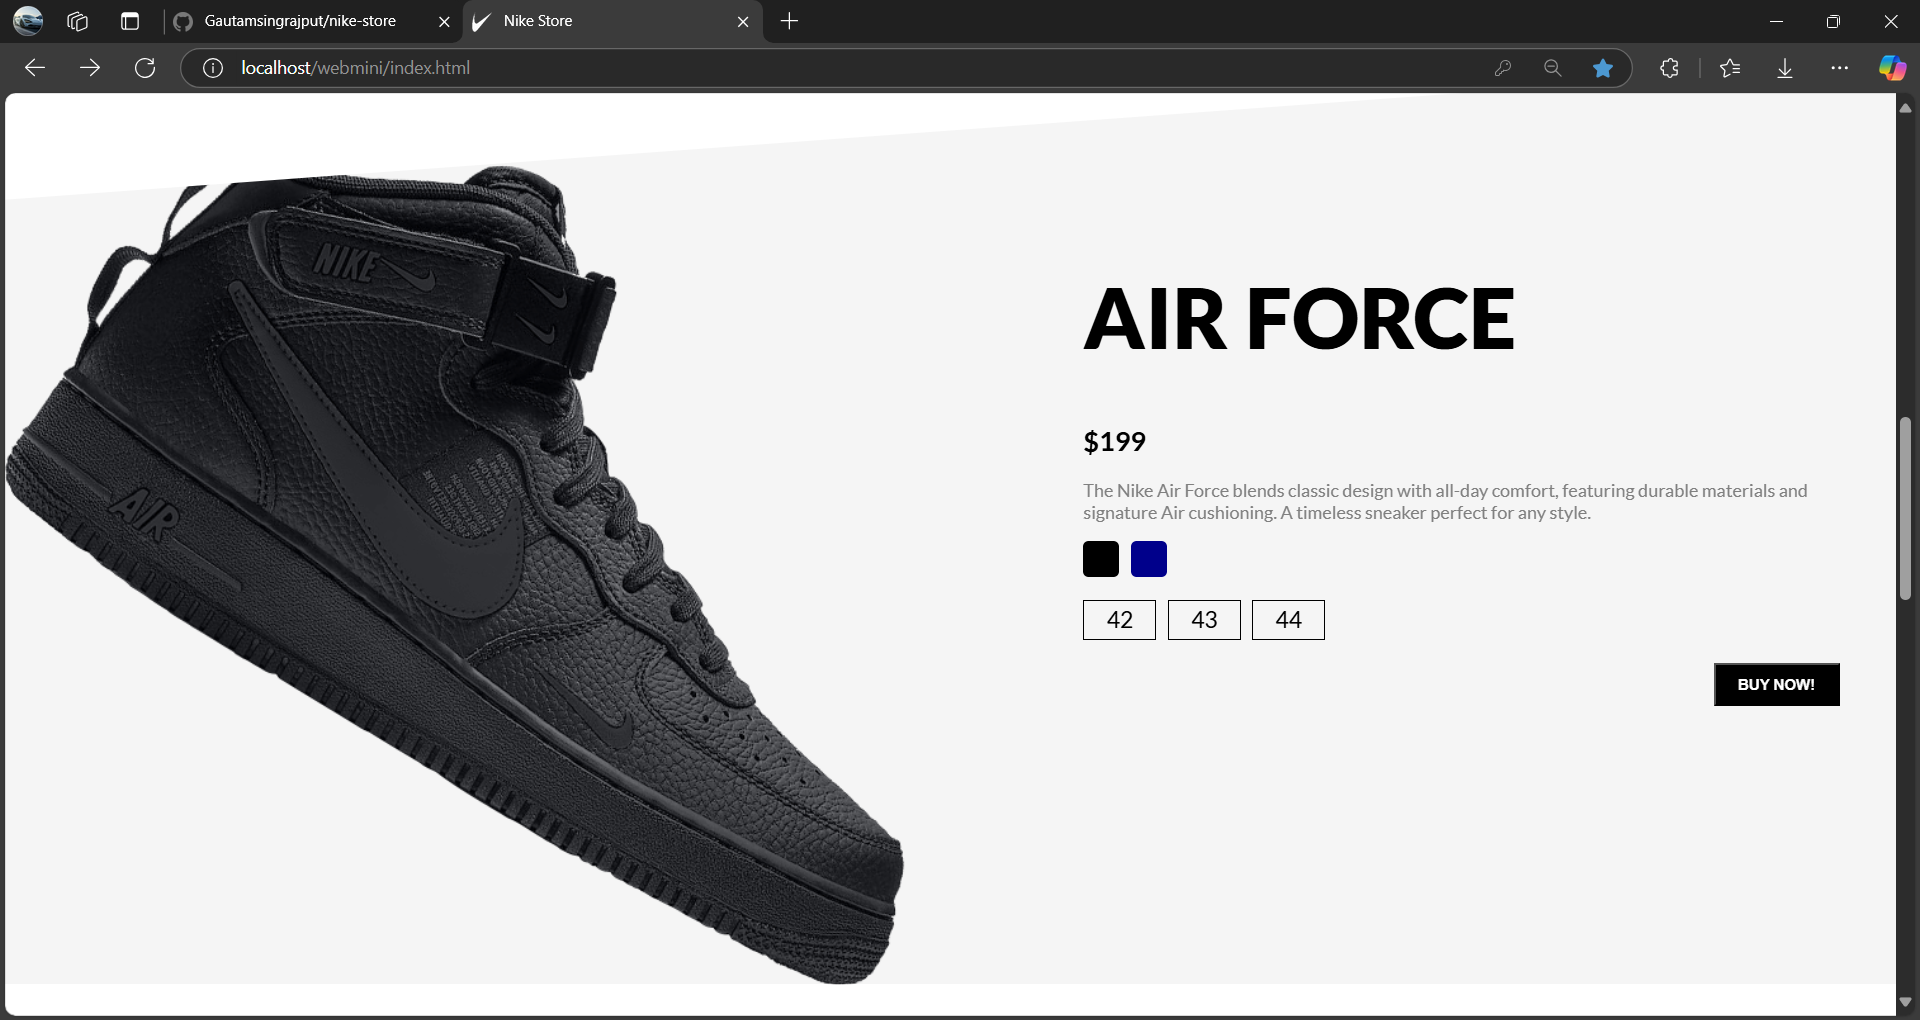 Gautamsingrajput/nike-store
Nike Store
localhost/webmini/index.html
NIKE
AIR
AIR FORCE
$199
The Nike Air Force blends classic design with all-day comfort, featuring durable materials and
signature Air cushioning. A timeless sneaker perfect for any style.
42
43
44
BUY NOW!